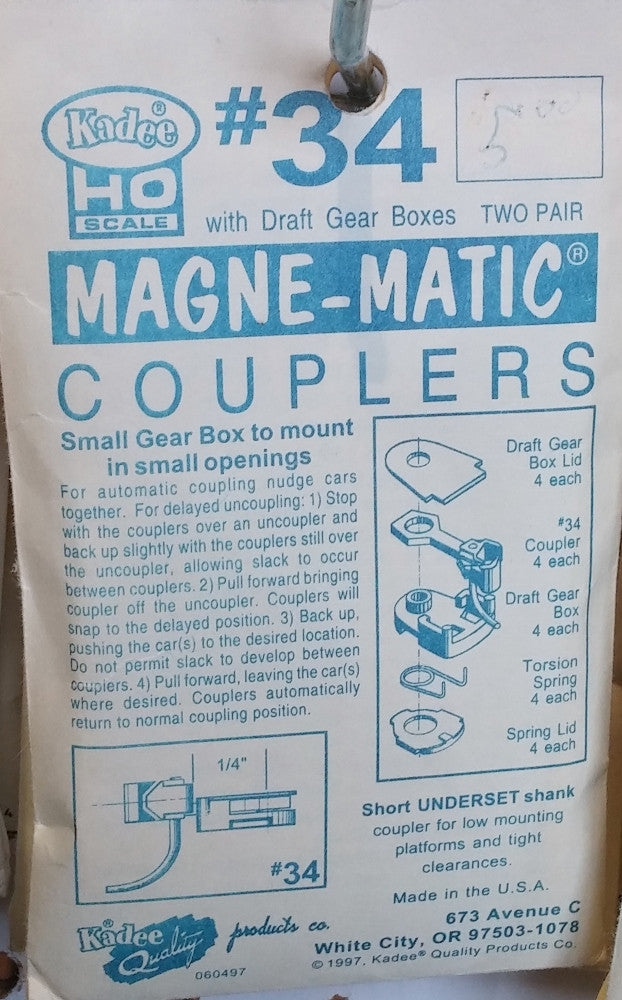 Kadee®
HO
SCALE
#34
5
with Draft Gear Boxes TWO PAIR
MAGNE-MATIC®
COUPLERS
Small Gear Box to mount
in small openings
For automatic coupling nudge cars
together. For delayed uncoupling: 1) Stop
with the couplers over an uncoupler and
back up slightly with the couplers still over
the uncoupler, allowing slack to occur
between couplers. 2) Pull forward bringing
coupler off the uncoupler. Couplers will
snap to the delayed position. 3) Back up,
pushing the car(s) to the desired location.
Do not permit slack to develop between
couplers. 4) Pull forward, leaving the car(s)
where desired. Couplers automatically
return to normal coupling position.
Draft Gear
Box Lid
4 each
#34
Coupler
4 each
Draft Gear
Box
4 each
Torsion
Spring
4 each
Spring Lid
4 each
1/4"
#34
Short UNDERSET shank
coupler for low mounting
platforms and tight
clearances.
Made in the U.S.A.
Kadee®
Quality
products co.
060497
673 Avenue C
White City, OR 97503-1078
©1997, Kadee® Quality Products Co.